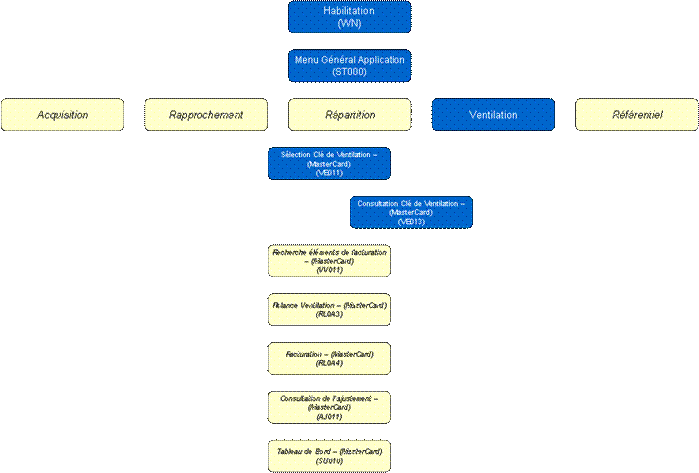 Habilitation
(WN)
Menu Général Application
(ST000)
Acquisition
Rapprochement
Répartition
Ventilation
Référentiel
Sélection Clé de Ventilation –
(MasterCard)
(VE011)
Consultation Clé de Ventilation –
(MasterCard)
(VE013)
Recherche éléments de facturation
– (MasterCard)
(VV011)
Relance Ventilation – (MasterCard)
(RL0A3)
Facturation – (MasterCard)
(RL0A4)
Consultation de l'ajustement –
(MasterCard)
(AJ011)
Tableau de Bord – (MasterCard)